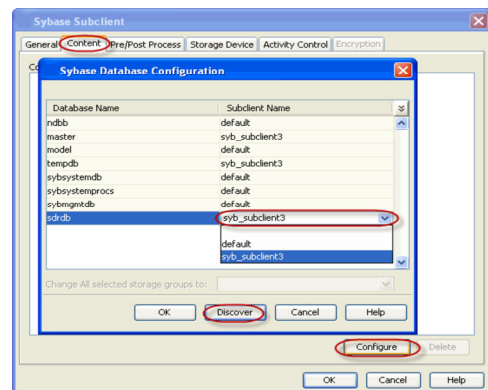 Sybase Subclient
General Content Pre/Post Process Storage Device Activity Control Encryption
Sybase Database Configuration
Database Name Subclient Name
ndbb default
master syb_subclient3
model default
tempdb syb_subclient3
sybsystemdb default
sybsystemprocs default
sybmgmtdb default
sdrdb syb_subclient3
default
syb_subclient3
Change All selected storage groups to:
OK Discover Cancel Help
Configure Delete
OK Cancel Help